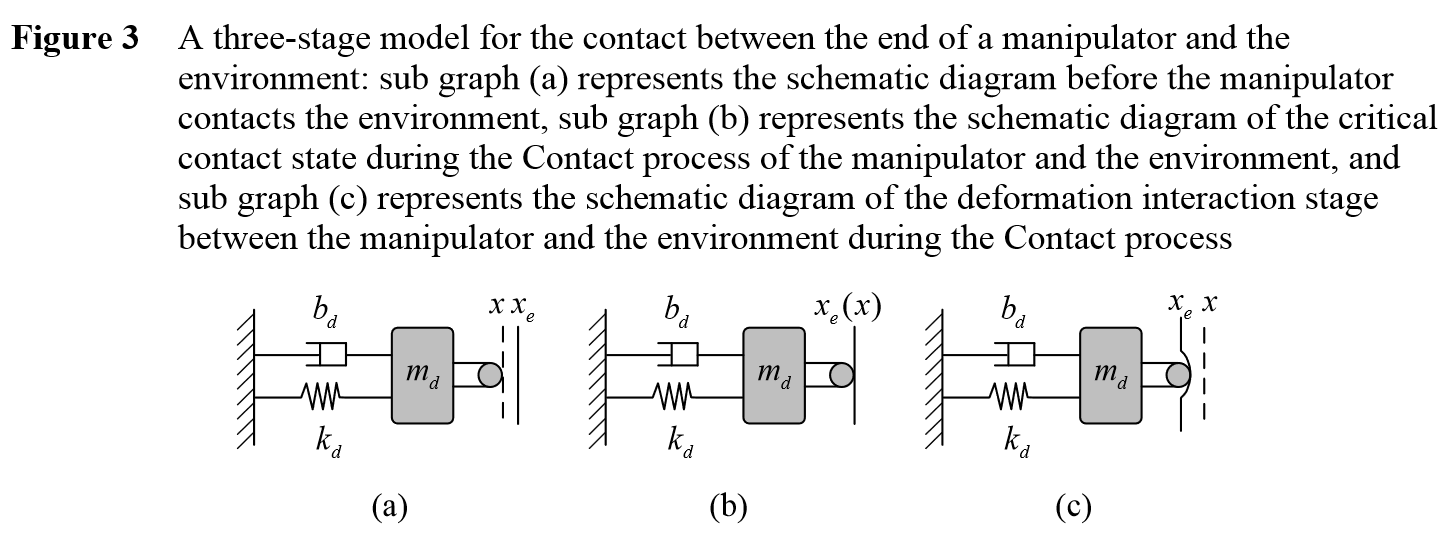 Figure 3 A three-stage model for the contact between the end of a manipulator and the
environment: sub graph (a) represents the schematic diagram before the manipulator
contacts the environment, sub graph (b) represents the schematic diagram of the critical
contact state during the Contact process of the manipulator and the environment, and
sub graph (c) represents the schematic diagram of the deformation interaction stage
between the manipulator and the environment during the Contact process
b_d x x_e b_d x_e(x) b_d x_e x
m_d m_d m_d
k_d k_d k_d
(a) (b) (c)